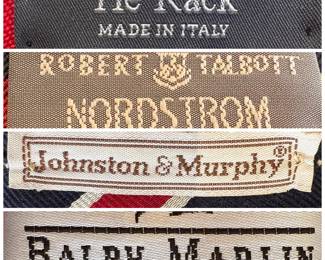 Tie Rack
MADE IN ITALY
ROBERT TALBOTT
NORDSTROM
Johnston & Murphy®
RALPH MARLIN